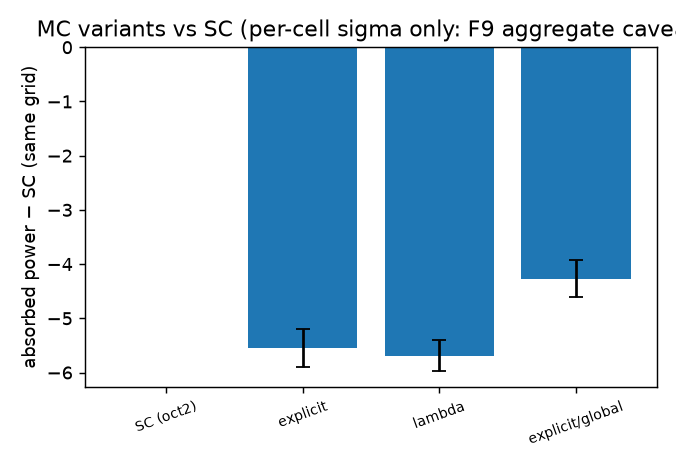 MC variants vs SC (per-cell sigma only: F9 aggregate cavea
absorbed power − SC (same grid)
0
−1
−2
−3
−4
−5
−6
SC (oct2)
explicit
lambda
explicit/global